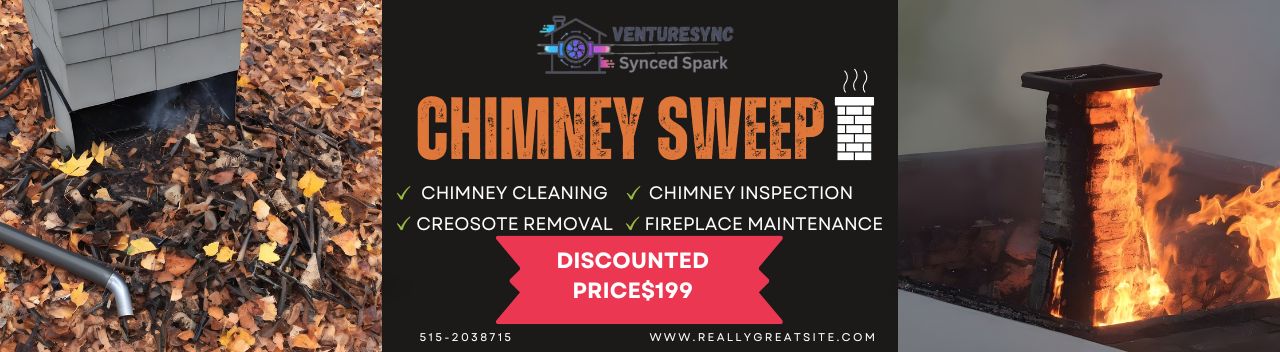 VENTURESYNC
Synced Spark
CHIMNEY SWEEP
CHIMNEY CLEANING
CHIMNEY INSPECTION
CREOSOTE REMOVAL
FIREPLACE MAINTENANCE
DISCOUNTED
PRICE$199
515-2038715
WWW.REALLYGREATSITE.COM